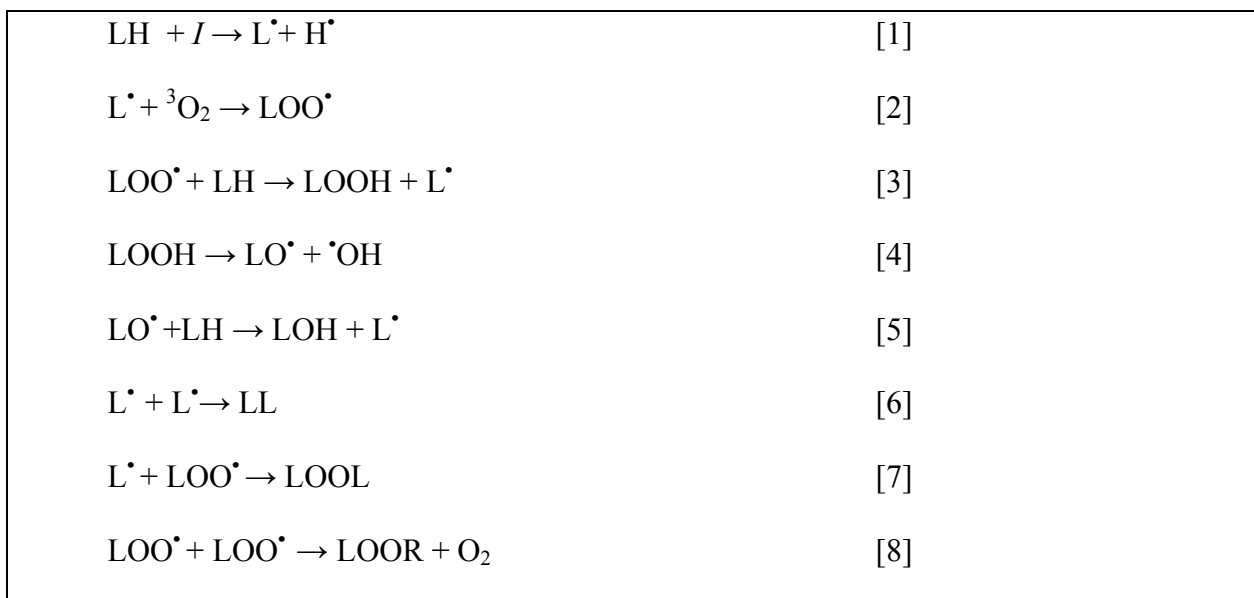 LH + I → L• + H• [1]
L• + ³O₂ → LOO• [2]
LOO• + LH → LOOH + L• [3]
LOOH → LO• + •OH [4]
LO• +LH → LOH + L• [5]
L• + L•→ LL [6]
L• + LOO• → LOOL [7]
LOO• + LOO• → LOOR + O₂ [8]